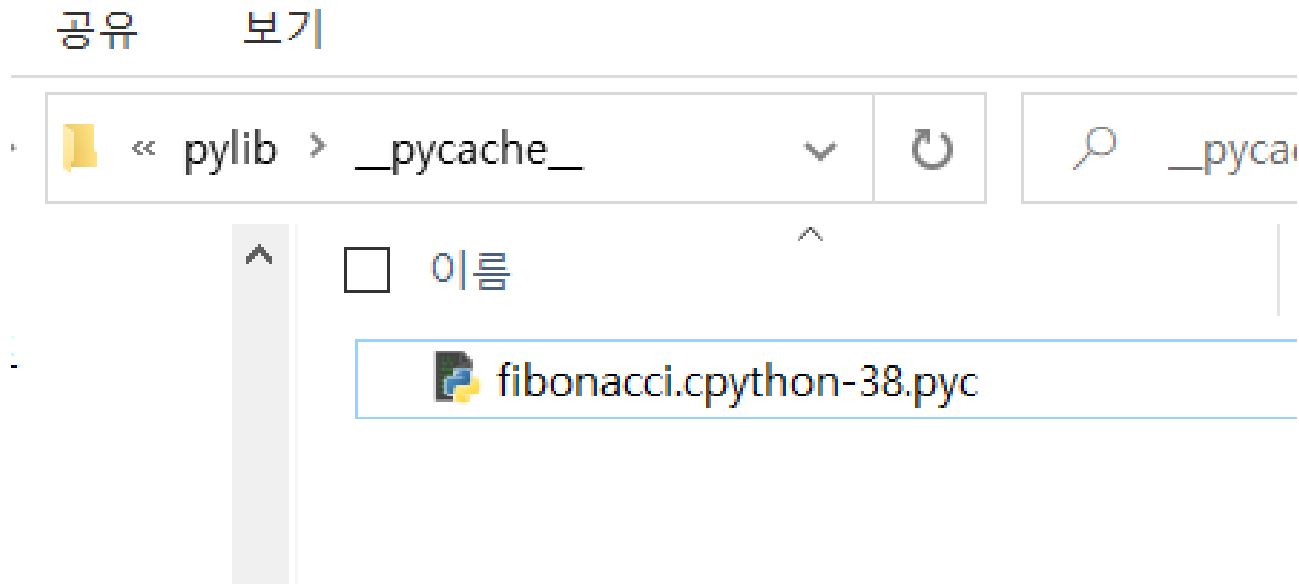 공유 보기
« pylib > __pycache__
이름
fibonacci.cpython-38.pyc